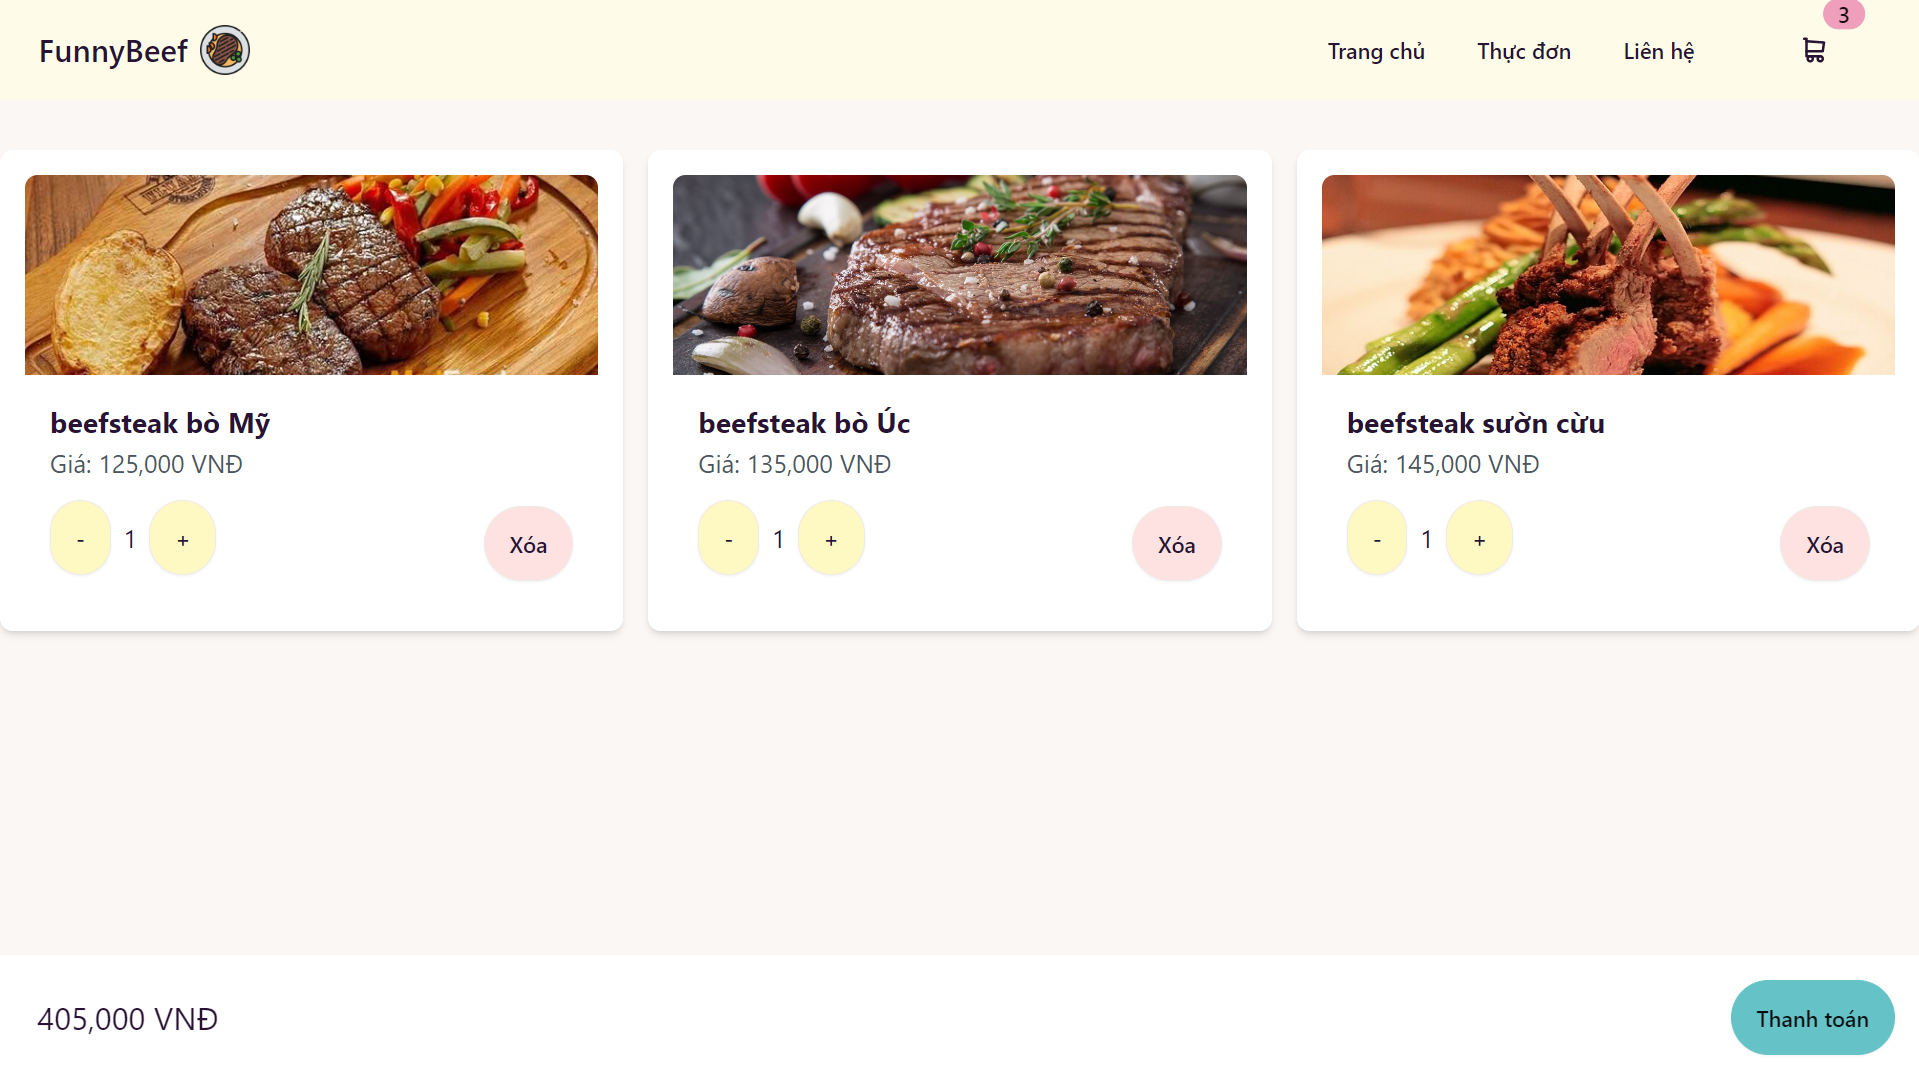 FunnyBeef
Trang chủ
Thực đơn
Liên hệ
3
beefsteak bò Mỹ
Giá: 125,000 VNĐ
- 1 +
Xóa
beefsteak bò Úc
Giá: 135,000 VNĐ
- 1 +
Xóa
beefsteak sườn cừu
Giá: 145,000 VNĐ
- 1 +
Xóa
405,000 VNĐ
Thanh toán